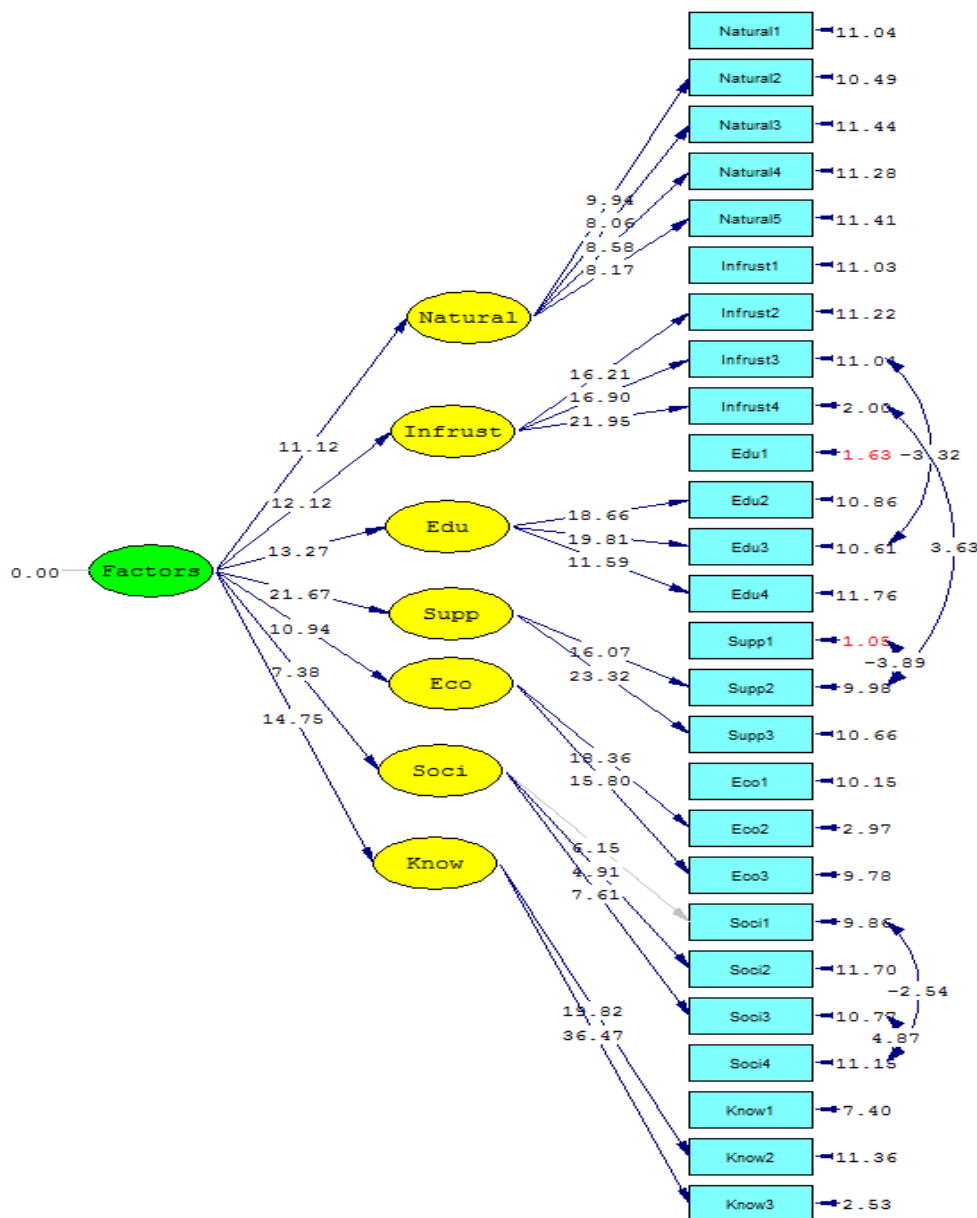 Natural1 11.04
Natural2 10.49
Natural3 11.44
Natural4 11.28
9.94
8.06
Natural5 11.41
8.58
8.17
Infrust1 11.03
Natural
Infrust2 11.22
Infrust3 11.04
16.21
16.90
Infrust4 2.00
21.95
Infrust
11.12
Edu1 1.63 -3.32
12.12
Edu2 10.86
18.66
Edu
19.81
Edu3 10.61
3.63
13.27
11.59
0.00 Factors
Edu4 11.76
21.67
Supp
10.94
Supp1 1.05
16.07
-3.89
7.38
23.32
Eco
Supp2 9.98
14.75
Supp3 10.66
18.36
Soci
15.80
Eco1 10.15
Eco2 2.97
6.15
Know
4.91
Eco3 9.78
7.61
Soci1 9.86
Soci2 11.70
-2.54
19.82
Soci3 10.77
36.47
4.87
Soci4 11.15
Know1 7.40
Know2 11.36
Know3 2.53